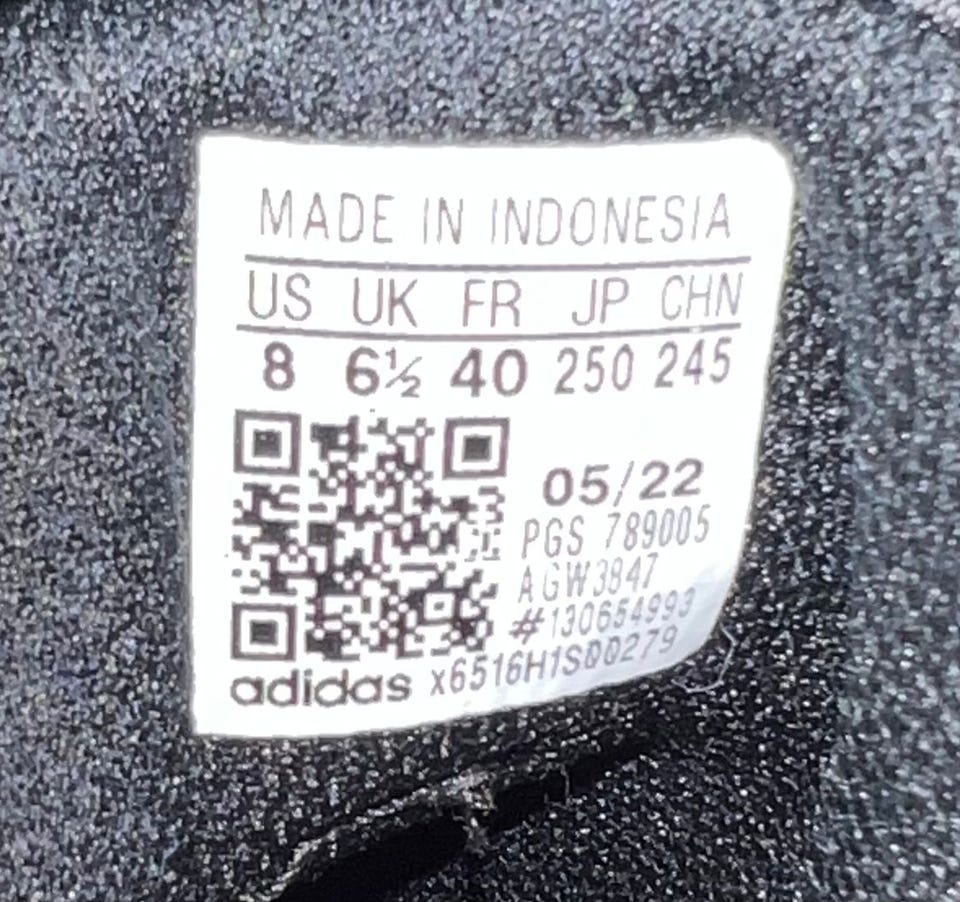 MADE IN INDONESIA
US UK FR JP CHN
8 6½ 40 250 245
05/22
PGS 789005
AGW3847
#130654993
adidas x6516H1S00279